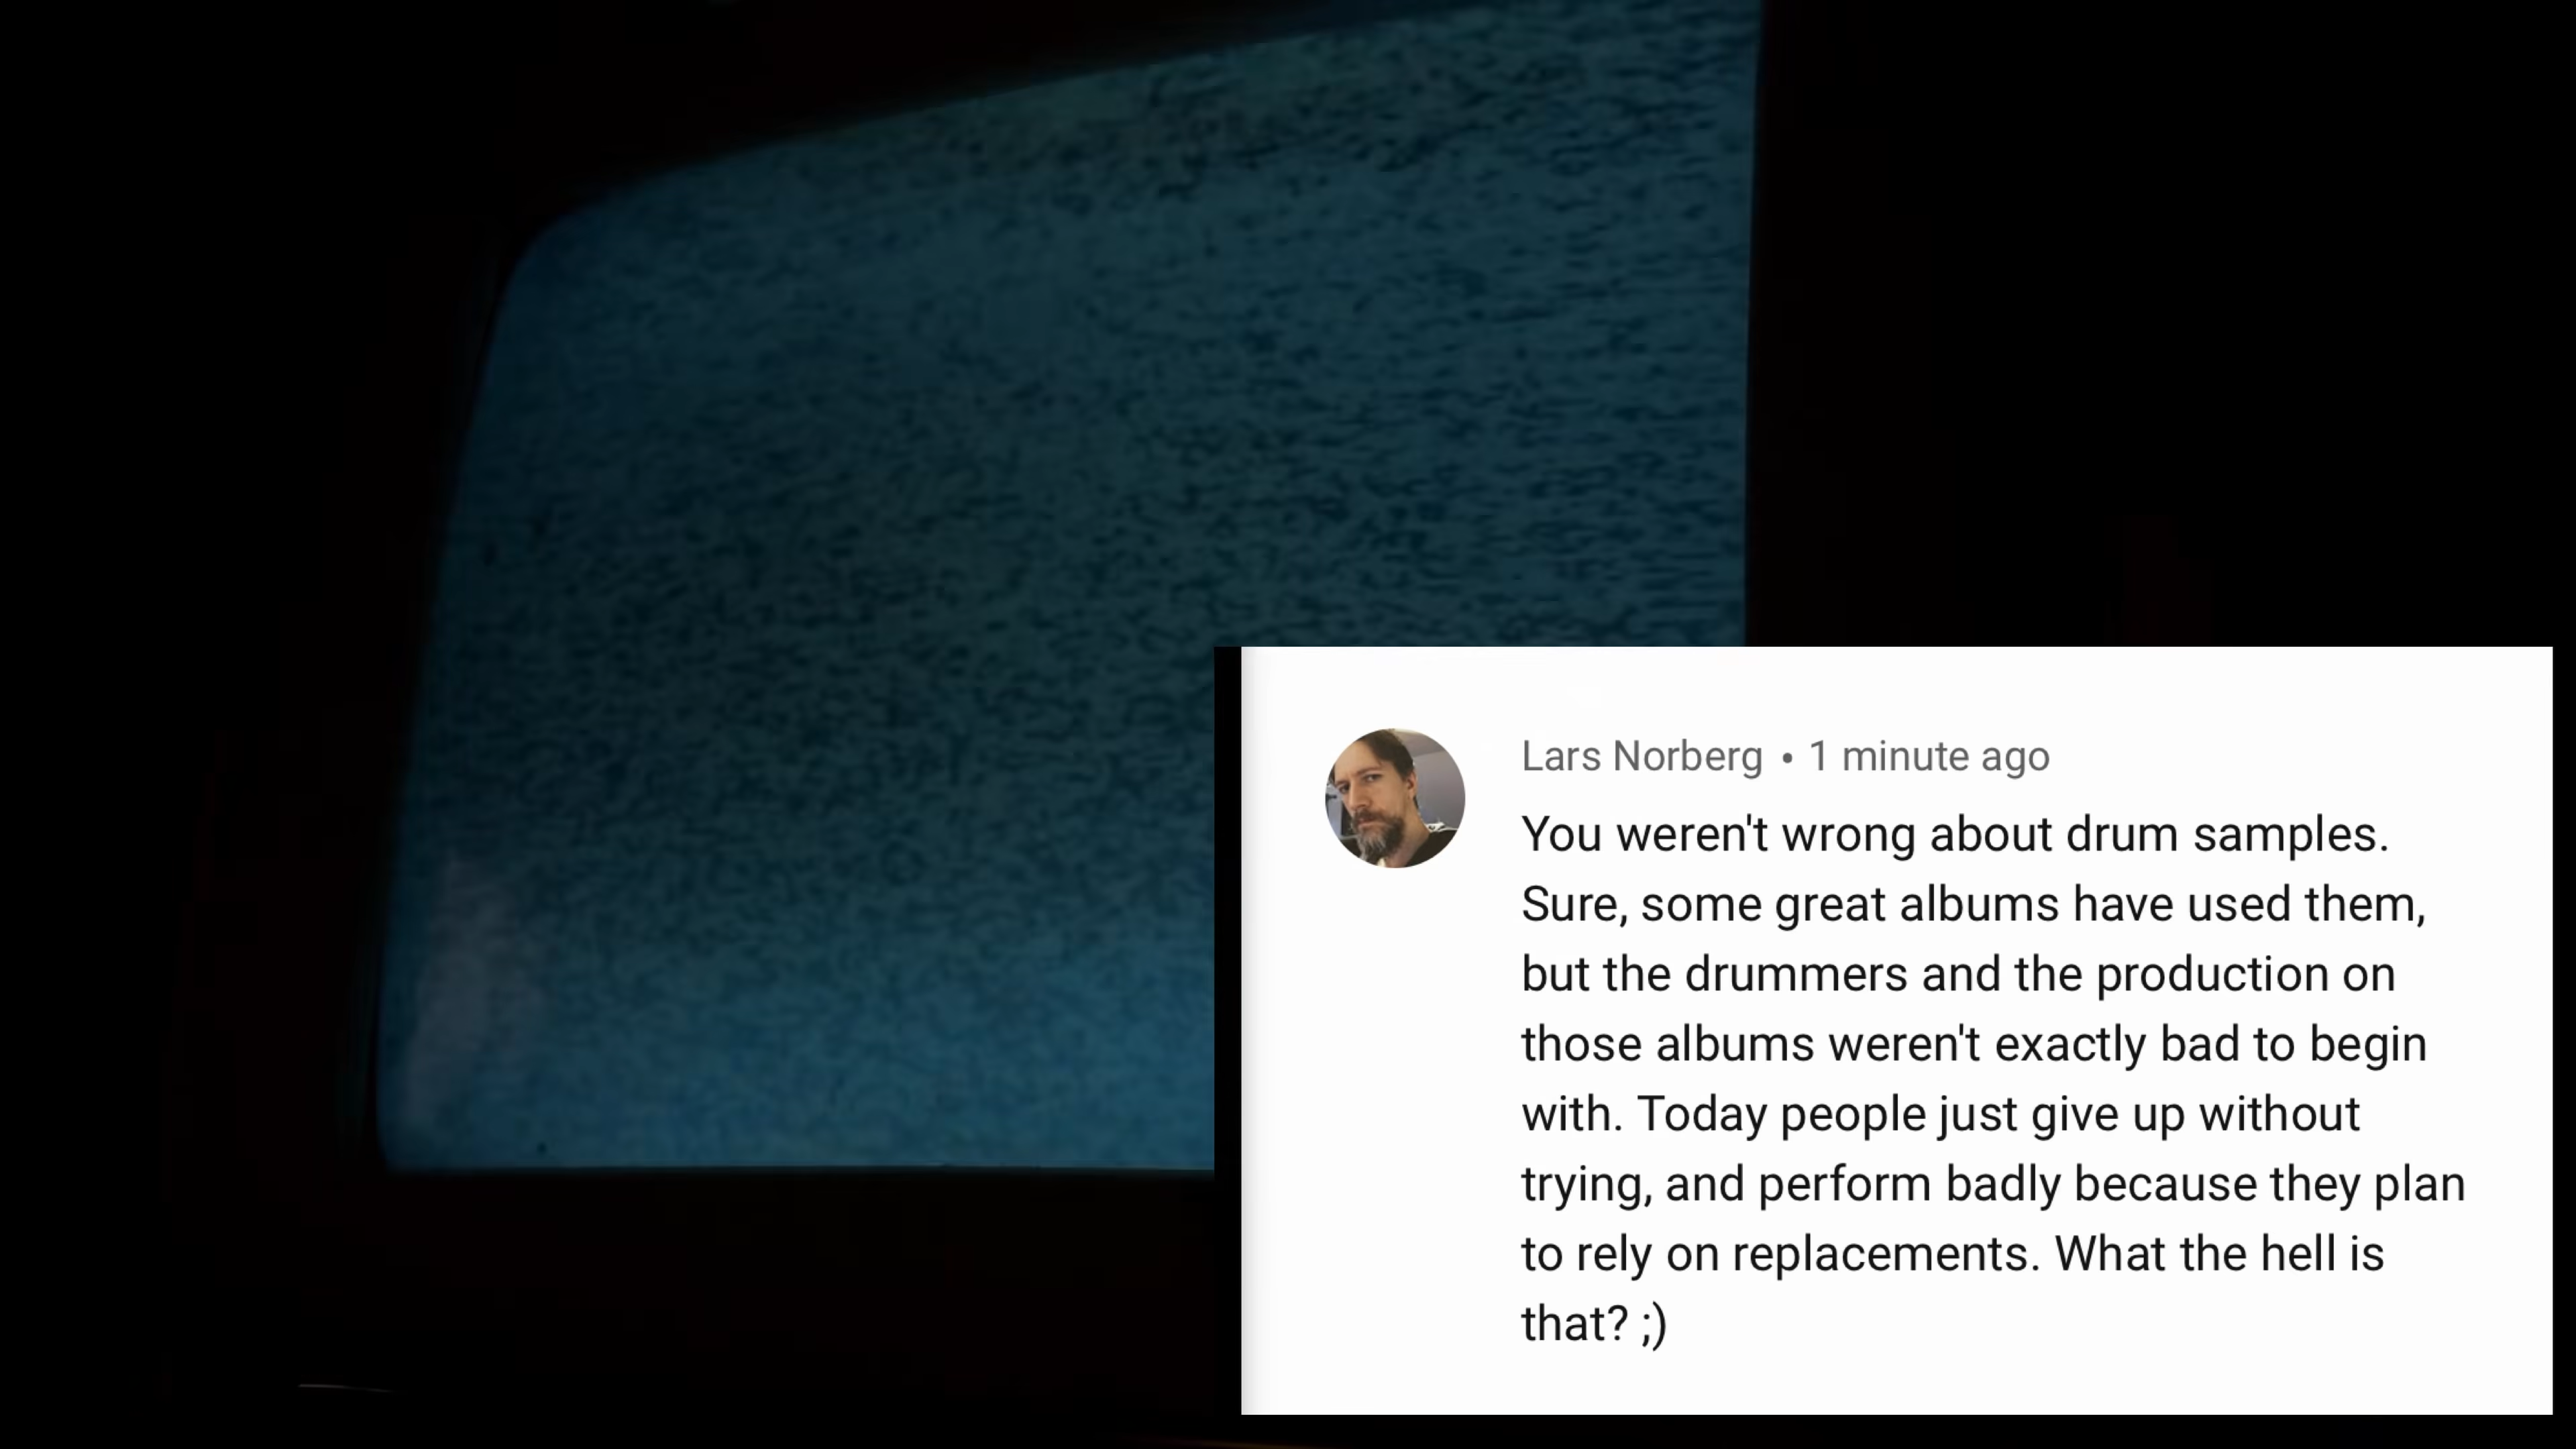 Lars Norberg • 1 minute ago
You weren't wrong about drum samples.
Sure, some great albums have used them,
but the drummers and the production on
those albums weren't exactly bad to begin
with. Today people just give up without
trying, and perform badly because they plan
to rely on replacements. What the hell is
that? ;)